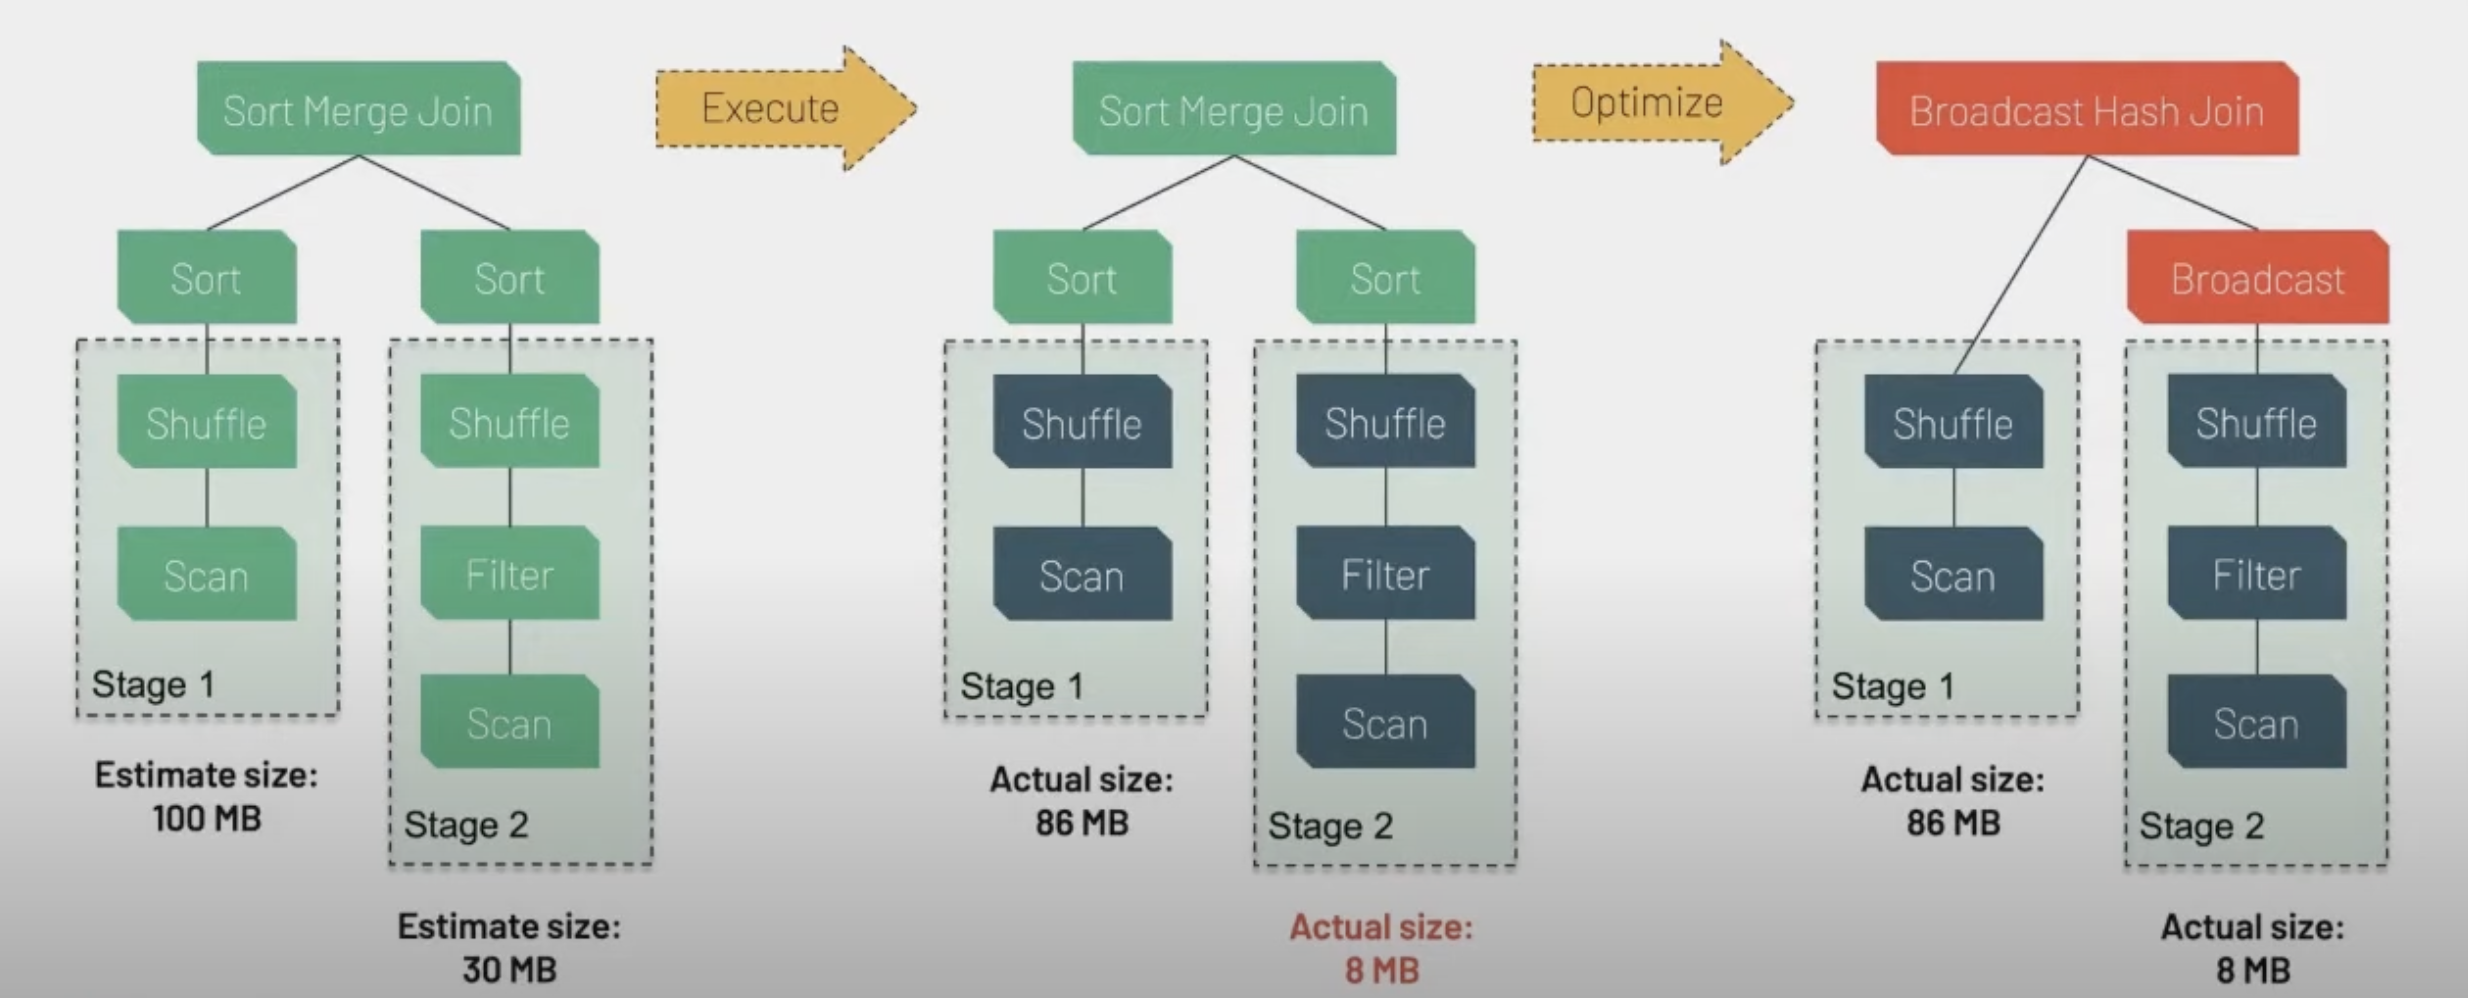 Sort Merge Join
Execute
Sort Merge Join
Optimize
Broadcast Hash Join
Sort
Sort
Sort
Sort
Broadcast
Shuffle
Shuffle
Shuffle
Shuffle
Shuffle
Shuffle
Scan
Filter
Scan
Filter
Scan
Filter
Stage 1
Scan
Stage 1
Scan
Stage 1
Scan
Estimate size:
100 MB
Stage 2
Actual size:
86 MB
Stage 2
Actual size:
86 MB
Stage 2
Estimate size:
30 MB
Actual size:
8 MB
Actual size:
8 MB